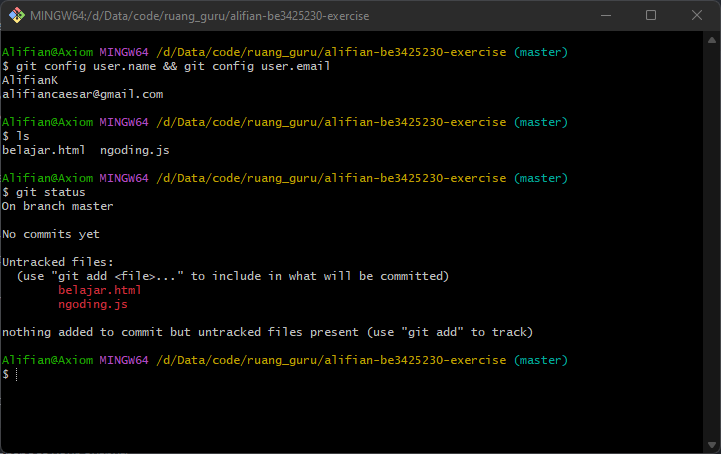 MINGW64:/d/Data/code/ruang_guru/alifian-be3425230-exercise
Alifian@Axiom MINGW64 /d/Data/code/ruang_guru/alifian-be3425230-exercise (master)
$ git config user.name && git config user.email
AlifianK
alifiancaesar@gmail.com
Alifian@Axiom MINGW64 /d/Data/code/ruang_guru/alifian-be3425230-exercise (master)
$ ls
belajar.html  ngoding.js
Alifian@Axiom MINGW64 /d/Data/code/ruang_guru/alifian-be3425230-exercise (master)
$ git status
On branch master
No commits yet
Untracked files:
  (use "git add <file>..." to include in what will be committed)
        belajar.html
        ngoding.js
nothing added to commit but untracked files present (use "git add" to track)
Alifian@Axiom MINGW64 /d/Data/code/ruang_guru/alifian-be3425230-exercise (master)
$